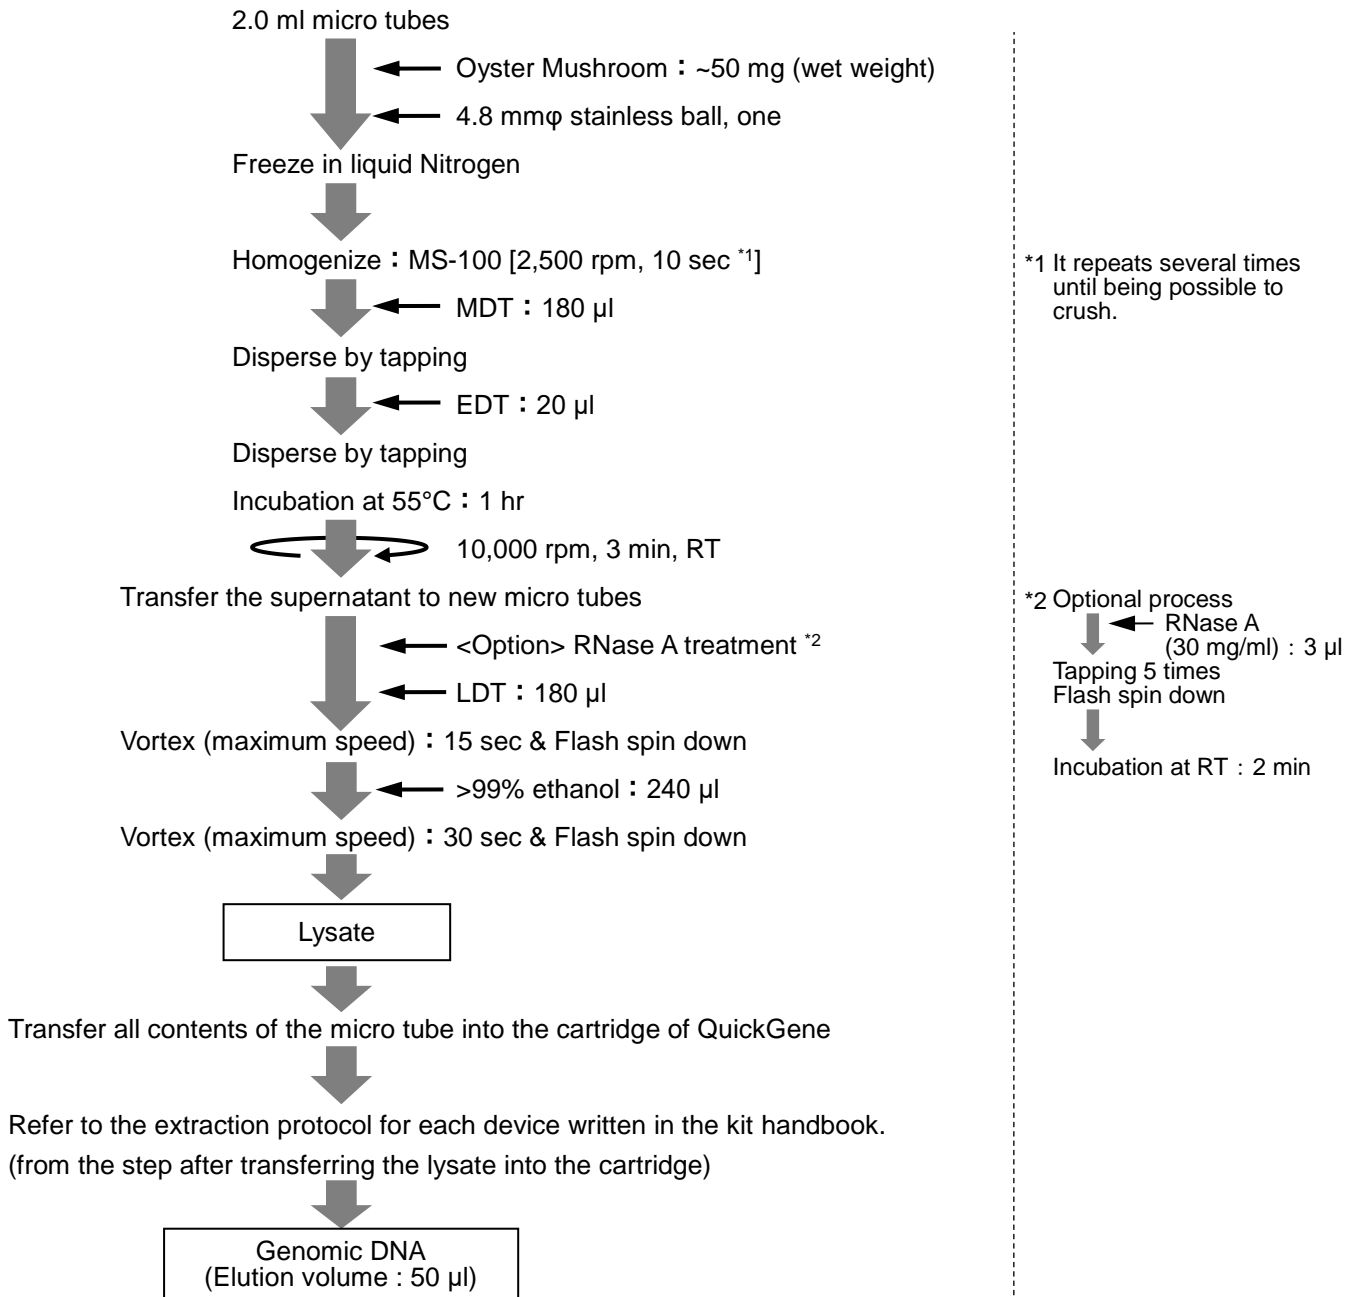 2.0 ml micro tubes
Oyster Mushroom：~50 mg (wet weight)
4.8 mmφ stainless ball, one
Freeze in liquid Nitrogen
Homogenize：MS-100 [2,500 rpm, 10 sec *1]
*1 It repeats several times
until being possible to
crush.
MDT：180 µl
Disperse by tapping
EDT：20 µl
Disperse by tapping
Incubation at 55°C：1 hr
10,000 rpm, 3 min, RT
Transfer the supernatant to new micro tubes
<Option> RNase A treatment *2
LDT：180 µl
*2 Optional process
RNase A
(30 mg/ml)：3 µl
Tapping 5 times
Flash spin down
Incubation at RT：2 min
Vortex (maximum speed)：15 sec & Flash spin down
>99% ethanol：240 µl
Vortex (maximum speed)：30 sec & Flash spin down
Lysate
Transfer all contents of the micro tube into the cartridge of QuickGene
Refer to the extraction protocol for each device written in the kit handbook.
(from the step after transferring the lysate into the cartridge)
Genomic DNA
(Elution volume : 50 µl)